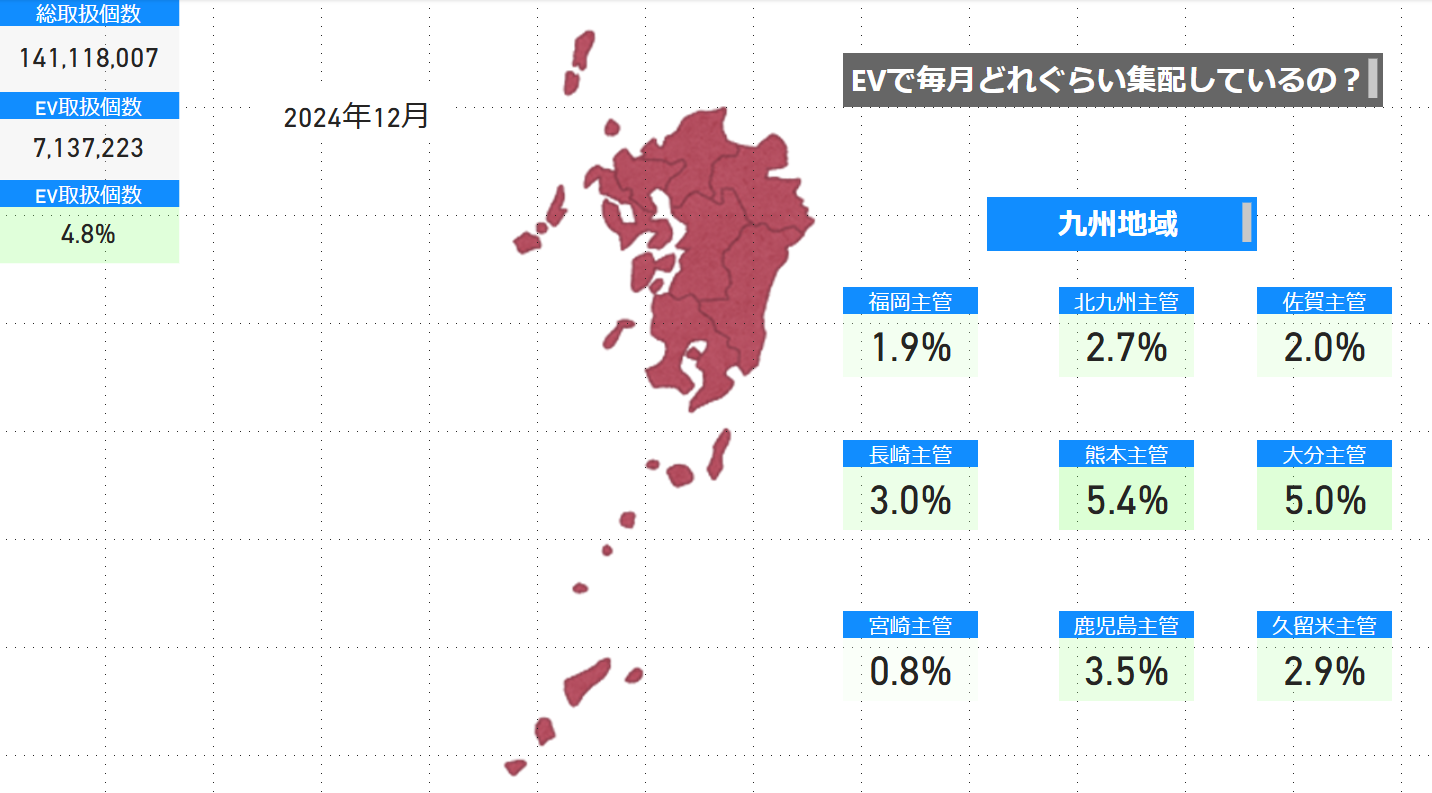 総取扱個数
141,118,007
EV取扱個数
7,137,223
EV取扱個数
4.8%
2024年12月
EVで毎月どれぐらい集配しているの？
九州地域
福岡主管
1.9%
北九州主管
2.7%
佐賀主管
2.0%
長崎主管
3.0%
熊本主管
5.4%
大分主管
5.0%
宮崎主管
0.8%
鹿児島主管
3.5%
久留米主管
2.9%